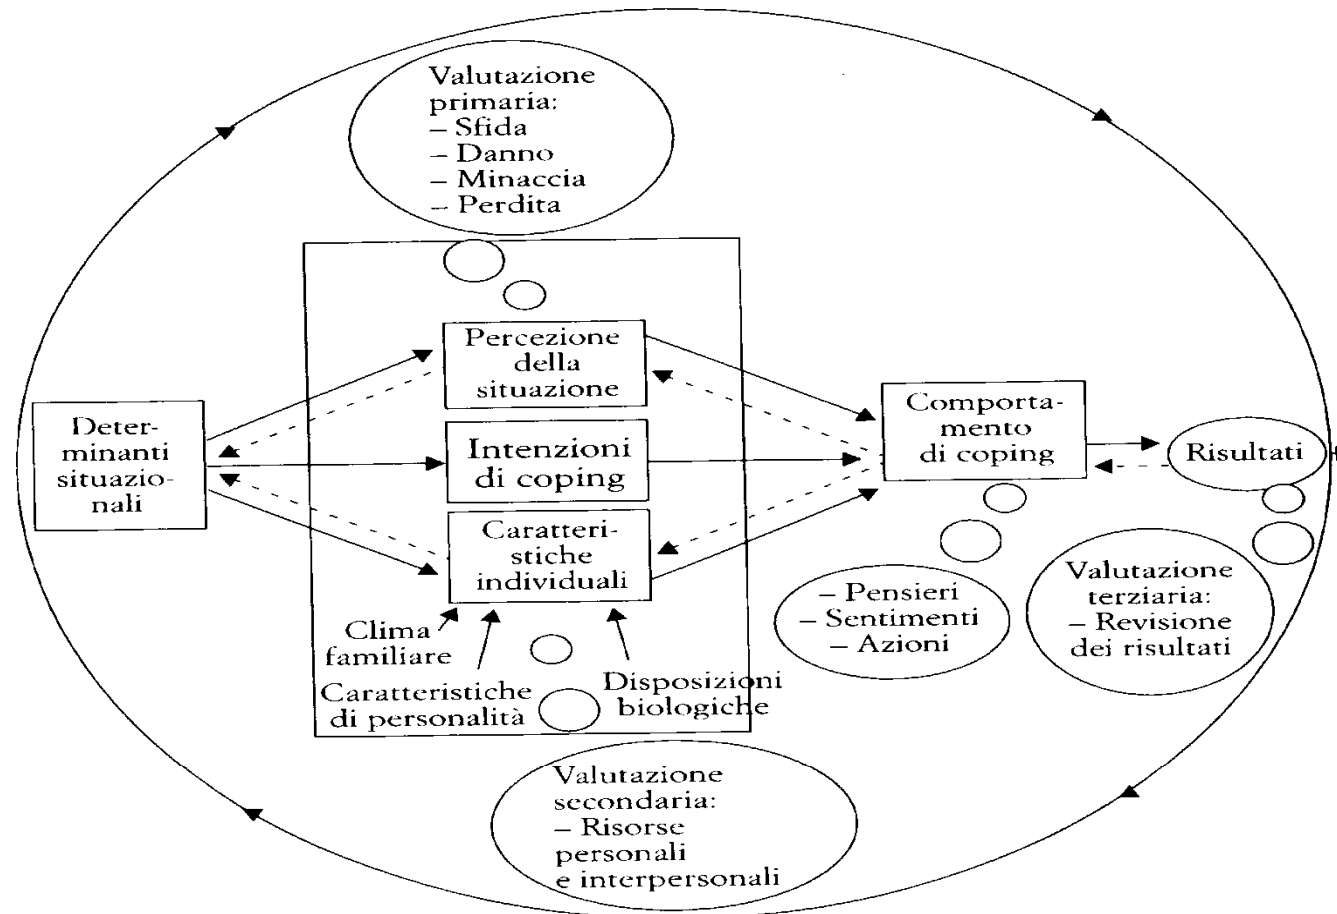 Valutazione
primaria:
– Sfida
– Danno
– Minaccia
– Perdita
Percezione
della
situazione
Deter-
minanti
situazio-
nali
Intenzioni
di coping
Caratteri-
stiche
individuali
Clima
familiare
Caratteristiche
di personalità
Disposizioni
biologiche
Comporta-
mento
di coping
Risultati
+
– Pensieri
– Sentimenti
– Azioni
Valutazione
terziaria:
– Revisione
dei risultati
Valutazione
secondaria:
– Risorse
personali
e interpersonali